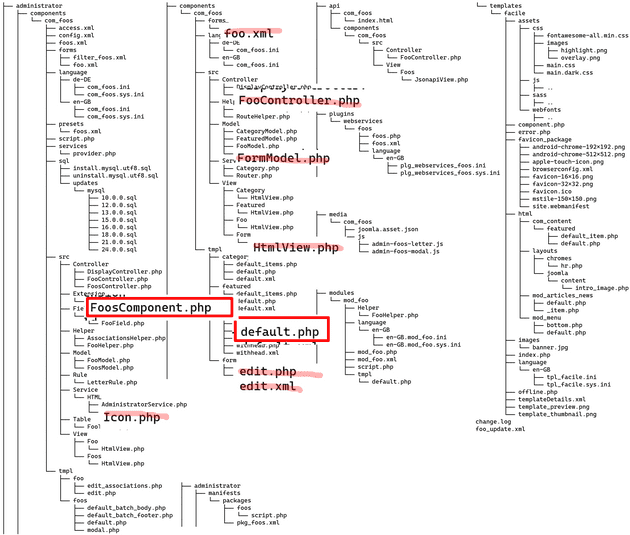 administrator
components
com_foos
access.xml
config.xml
foos.xml
forms
filter_foos.xml
foo.xml
language
de-DE
com_foos.ini
com_foos.sys.ini
en-GB
com_foos.ini
com_foos.sys.ini
presets
foos.xml
script.php
services
provider.php
sql
install.mysql.utf8.sql
uninstall.mysql.utf8.sql
updates
mysql
10.0.0.sql
12.0.0.sql
13.0.0.sql
15.0.0.sql
16.0.0.sql
18.0.0.sql
21.0.0.sql
24.0.0.sql
src
Controller
DisplayController.php
FooController.php
FoosController.php
FoosComponent.php
FooField.php
Helper
AssociationsHelper.php
FooHelper.php
Model
FooModel.php
FoosModel.php
Rule
LetterRule.php
Service
HTML
AdministratorService.php
Icon.php
Table
View
Foo
HtmlView.php
Foos
HtmlView.php
tmpl
foo
edit_associations.php
edit.php
foos
default_batch_body.php
default_batch_footer.php
default.php
modal.php
components
com_foos
forms
foo.xml
de-DE
com_foos.ini
en-GB
com_foos.ini
src
Controller
DisplayController.php
FooController.php
RouteHelper.php
Model
CategoryModel.php
FeaturedModel.php
FooModel.php
FormModel.php
Category.php
Router.php
View
Category
HtmlView.php
Featured
HtmlView.php
Foo
HtmlView.php
Form
HtmlView.php
tmpl
categor
default_items.php
default.php
default.xml
featured
default_items.php
efault.php
efault.xml
default.php
withhead.php
withhead.xml
form
edit.php
edit.xml
administrator
manifests
packages
foos
script.php
pkg_foos.xml
api
com_foos
index.html
components
com_foos
src
Controller
FooController.php
View
Foos
JsonapiView.php
plugins
webservices
foos
foos.php
foos.xml
language
en-GB
plg_webservices_foos.ini
plg_webservices_foos.sys.ini
media
com_foos
joomla.asset.json
js
admin-foos-letter.js
admin-foos-modal.js
modules
mod_foo
Helper
FooHelper.php
language
en-GB
en-GB.mod_foo.ini
en-GB.mod_foo.sys.ini
mod_foo.php
mod_foo.xml
script.php
tmpl
default.php
templates
facile
assets
css
fontawesome-all.min.css
images
highlight.png
overlay.png
main.css
main.dark.css
js
..
sass
..
webfonts
..
component.php
error.php
favicon_package
android-chrome-192×192.png
android-chrome-512×512.png
apple-touch-icon.png
browserconfig.xml
favicon-16×16.png
favicon-32×32.png
favicon.ico
mstile-150×150.png
site.webmanifest
html
com_content
featured
default_item.php
default.php
layouts
chromes
hr.php
joomla
content
intro_image.php
mod_articles_news
default.php
_item.php
mod_menu
bottom.php
default.php
images
banner.jpg
index.php
language
en-GB
tpl_facile.ini
tpl_facile.sys.ini
offline.php
templateDetails.xml
template_preview.png
template_thumbnail.png
change.log
foo_update.xml